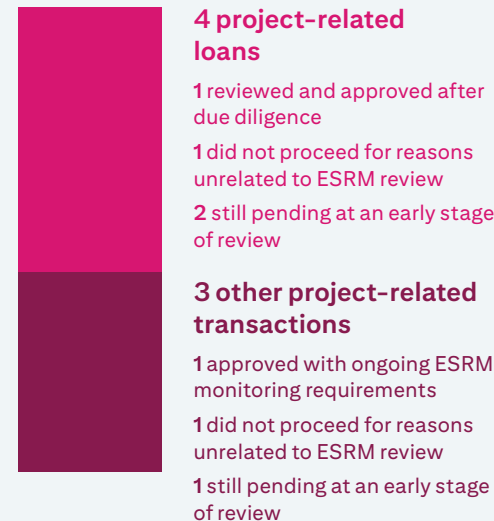 4 project-related
loans
1 reviewed and approved after
due diligence
1 did not proceed for reasons
unrelated to ESRM review
2 still pending at an early stage
of review
3 other project-related
transactions
1 approved with ongoing ESRM
monitoring requirements
1 did not proceed for reasons
unrelated to ESRM review
1 still pending at an early stage
of review